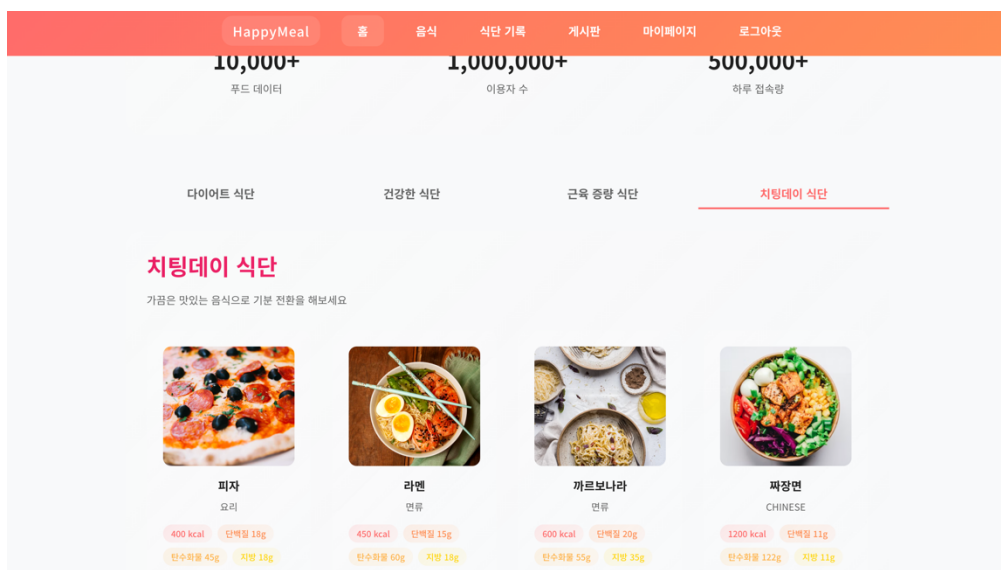 HappyMeal 홈 음식 식단 기록 게시판 마이페이지 로그아웃
10,000+ 1,000,000+ 500,000+
푸드 데이터 이용자 수 하루 접속량
다이어트 식단 건강한 식단 근육 증량 식단 치팅데이 식단
치팅데이 식단
가끔은 맛있는 음식으로 기분 전환을 해보세요
피자 라멘 까르보나라 짜장면
요리 면류 면류 CHINESE
400 kcal 단백질 18g 450 kcal 단백질 15g 600 kcal 단백질 20g 1200 kcal 단백질 11g
탄수화물 45g 지방 18g 탄수화물 60g 지방 18g 탄수화물 55g 지방 35g 탄수화물 122g 지방 11g